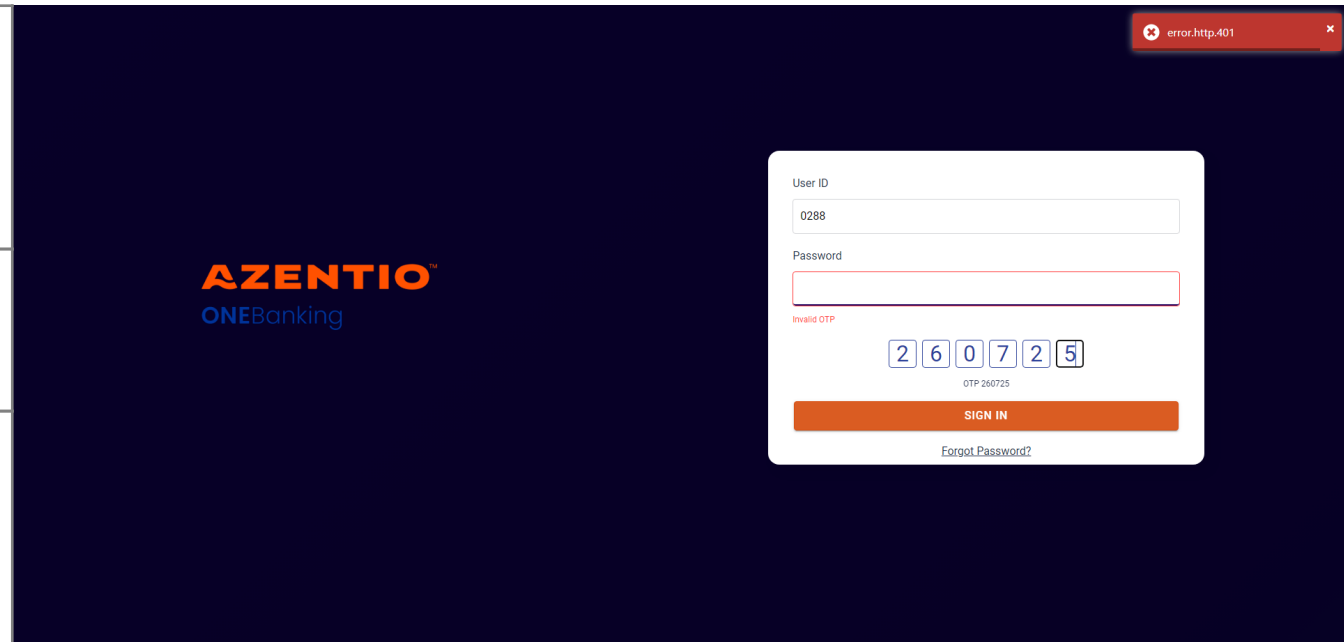 error.http.401
User ID
0288
Password
AZENTIO™
ONEBanking
Invalid OTP
2 6 0 7 2 5
OTP 260725
SIGN IN
Forgot Password?